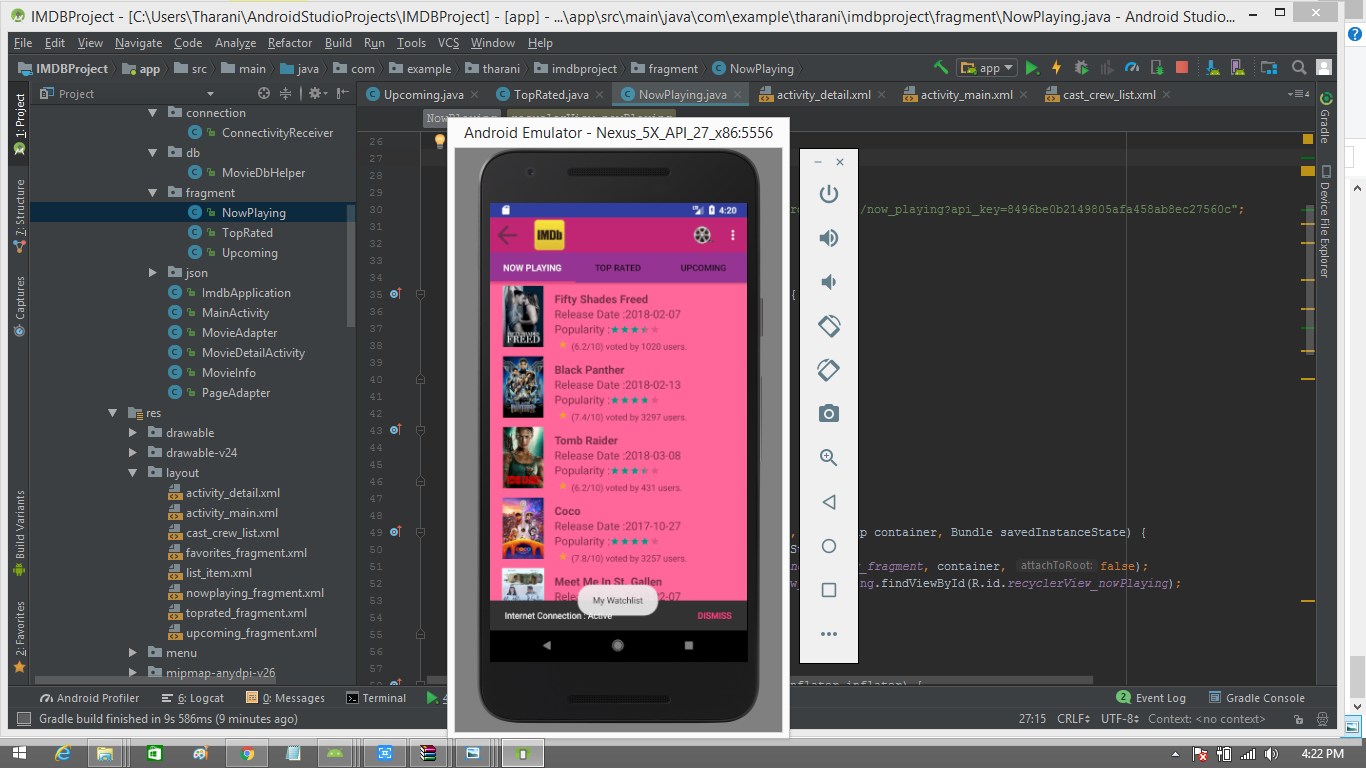 IMDBProject - [C:\Users\Tharani\AndroidStudioProjects\IMDBProject] - [app] - ...\app\src\main\java\com\example\tharani\imdbproject\fragment\NowPlaying.java - Android Studio...
File Edit View Navigate Code Analyze Refactor Build Run Tools VCS Window Help
IMDBProject app src main java com example tharani imdbproject fragment NowPlaying
app
Project
Upcoming.java TopRated.java NowPlaying.java activity_detail.xml activity_main.xml cast_crew_list.xml
4
1: Project
7: Structure
Captures
Build Variants
2: Favorites
Gradle
Device File Explorer
connection
ConnectivityReceiver
db
MovieDbHelper
fragment
NowPlaying
TopRated
Upcoming
json
ImdbApplication
MainActivity
MovieAdapter
MovieDetailActivity
MovieInfo
PageAdapter
res
drawable
drawable-v24
layout
activity_detail.xml
activity_main.xml
cast_crew_list.xml
favorites_fragment.xml
list_item.xml
nowplaying_fragment.xml
toprated_fragment.xml
upcoming_fragment.xml
menu
mipmap-anydpi-v26
26
27
28
29
30
/now_playing?api_key=8496be0b2149805afa458ab8ec27560c";
31
32
33
34
35
{
36
37
38
39
40
41
42
43
44
45
46
47
48
49
container, Bundle savedInstanceState) {
50
51
_fragment, container, attachToRoot: false);
52
.findViewById(R.id.recyclerView_nowPlaying);
53
54
55
56
57
Android Emulator - Nexus_5X_API_27_x86:5556
4:20
IMDb
NOW PLAYING TOP RATED UPCOMING
Fifty Shades Freed
Release Date :2018-02-07
Popularity :
(6.2/10) voted by 1020 users.
FREED
Black Panther
Release Date :2018-02-13
Popularity :
(7.4/10) voted by 3297 users.
Tomb Raider
Release Date :2018-03-08
Popularity :
(6.2/10) voted by 431 users.
Coco
Release Date :2017-10-27
Popularity :
(7.8/10) voted by 3257 users.
Meet Me In St. Gallen
2-07
My Watchlist
Internet Connection : Active
DISMISS
Android Profiler 6: Logcat 0: Messages Terminal
Event Log Gradle Console
2
Gradle build finished in 9s 586ms (9 minutes ago)
27:15 CRLF UTF-8 Context: <no context>
4:22 PM